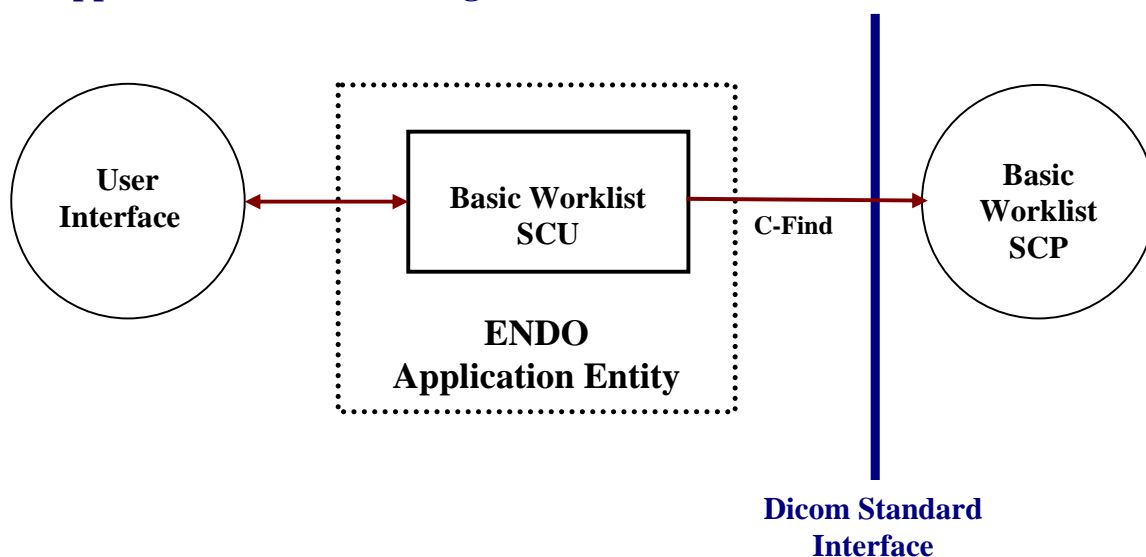 User
Interface
Basic Worklist
SCU
C-Find
Basic
Worklist
SCP
ENDO
Application Entity
Dicom Standard
Interface